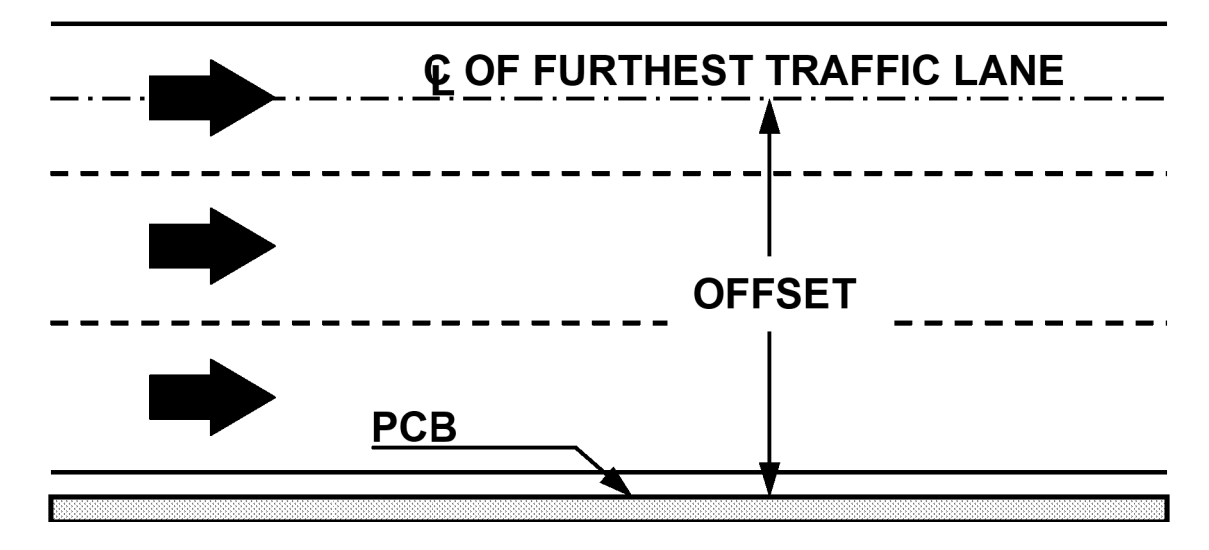 ℄ OF FURTHEST TRAFFIC LANE
OFFSET
PCB